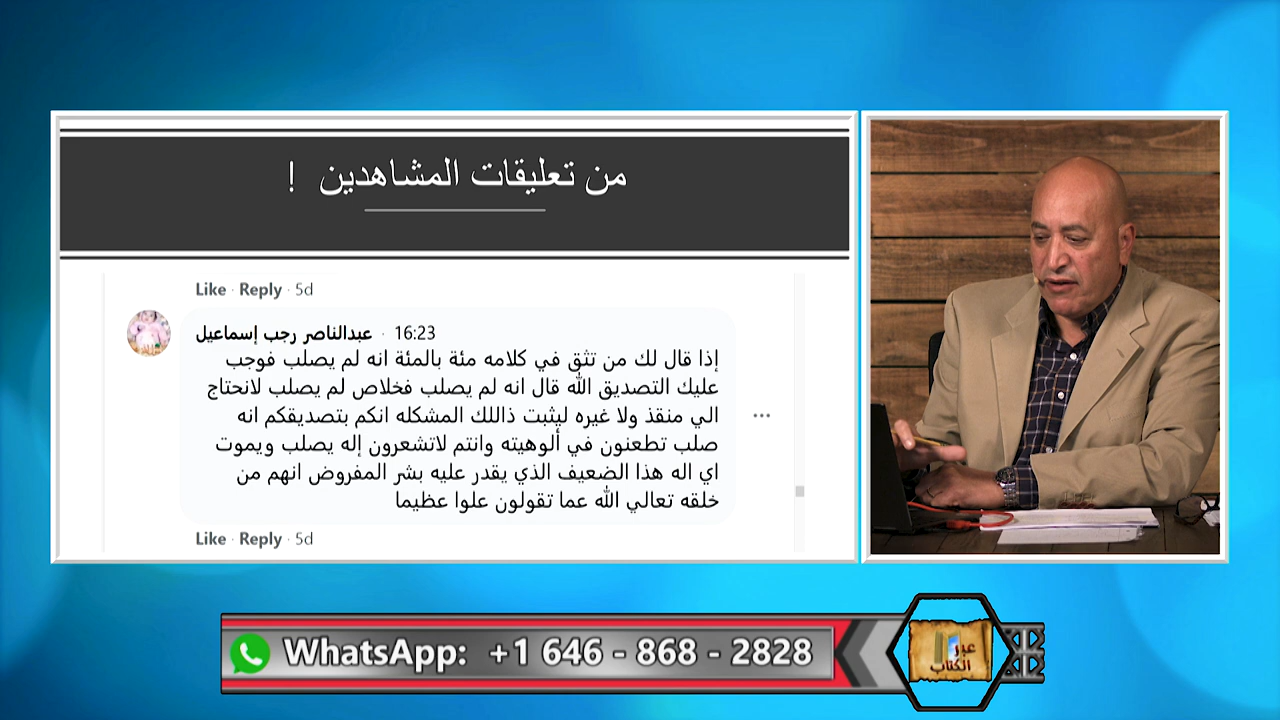 من تعليقات المشاهدين !
Like · Reply · 5d
عبدالناصر رجب إسماعيل · 16:23
إذا قال لك من تثق في كلامه مئة بالمئة انه لم يصلب فوجب
عليك التصديق الله قال انه لم يصلب فخلاص لم يصلب لانحتاج
الي منقذ ولا غيره ليثبت ذاللك المشكله انكم بتصديقكم انه
صلب تطعنون في ألوهيته وانتم لاتشعرون إله يصلب ويموت
اي اله هذا الضعيف الذي يقدر عليه بشر المفروض انهم من
خلقه تعالي الله عما تقولون علوا عظيما
Like · Reply · 5d
WhatsApp: +1 646 - 868 - 2828
عبر
الكتاب